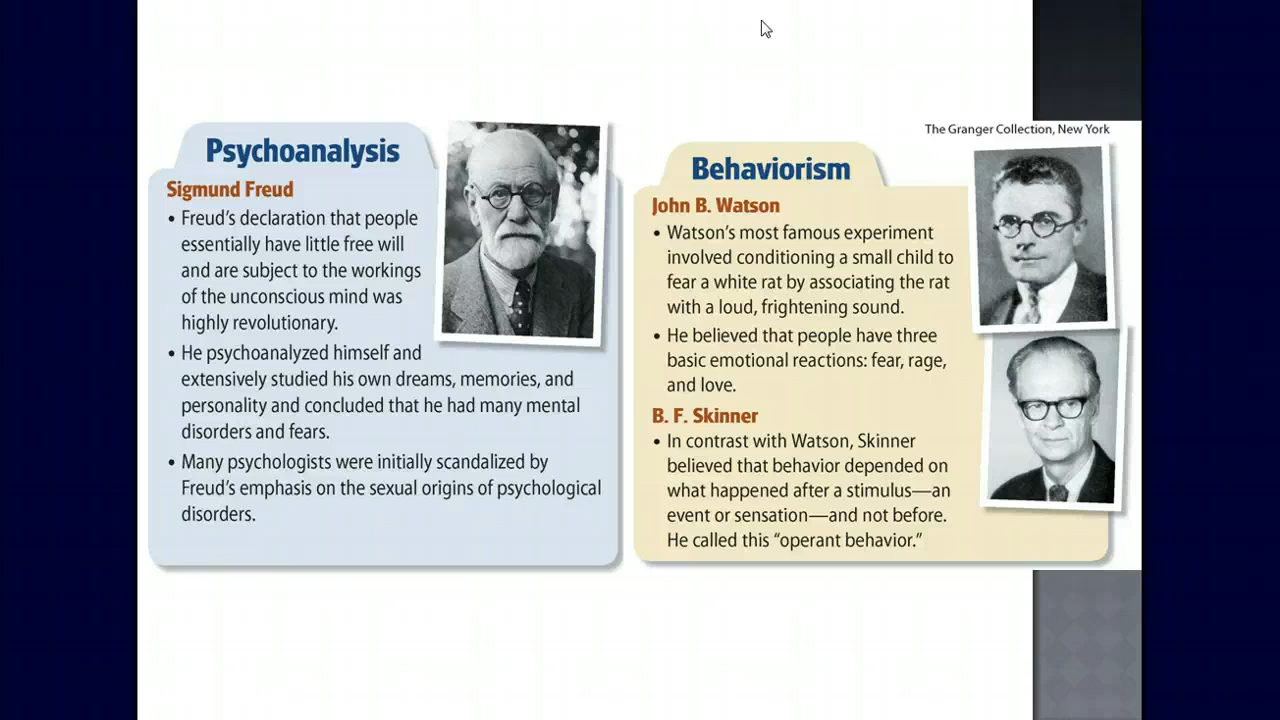 Psychoanalysis
Sigmund Freud
• Freud’s declaration that people
essentially have little free will
and are subject to the workings
of the unconscious mind was
highly revolutionary.
• He psychoanalyzed himself and
extensively studied his own dreams, memories, and
personality and concluded that he had many mental
disorders and fears.
• Many psychologists were initially scandalized by
Freud’s emphasis on the sexual origins of psychological
disorders.
The Granger Collection, New York
Behaviorism
John B. Watson
• Watson’s most famous experiment
involved conditioning a small child to
fear a white rat by associating the rat
with a loud, frightening sound.
• He believed that people have three
basic emotional reactions: fear, rage,
and love.
B. F. Skinner
• In contrast with Watson, Skinner
believed that behavior depended on
what happened after a stimulus—an
event or sensation—and not before.
He called this “operant behavior.”